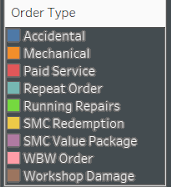 Order Type
Accidental
Mechanical
Paid Service
Repeat Order
Running Repairs
SMC Redemption
SMC Value Package
WBW Order
Workshop Damage